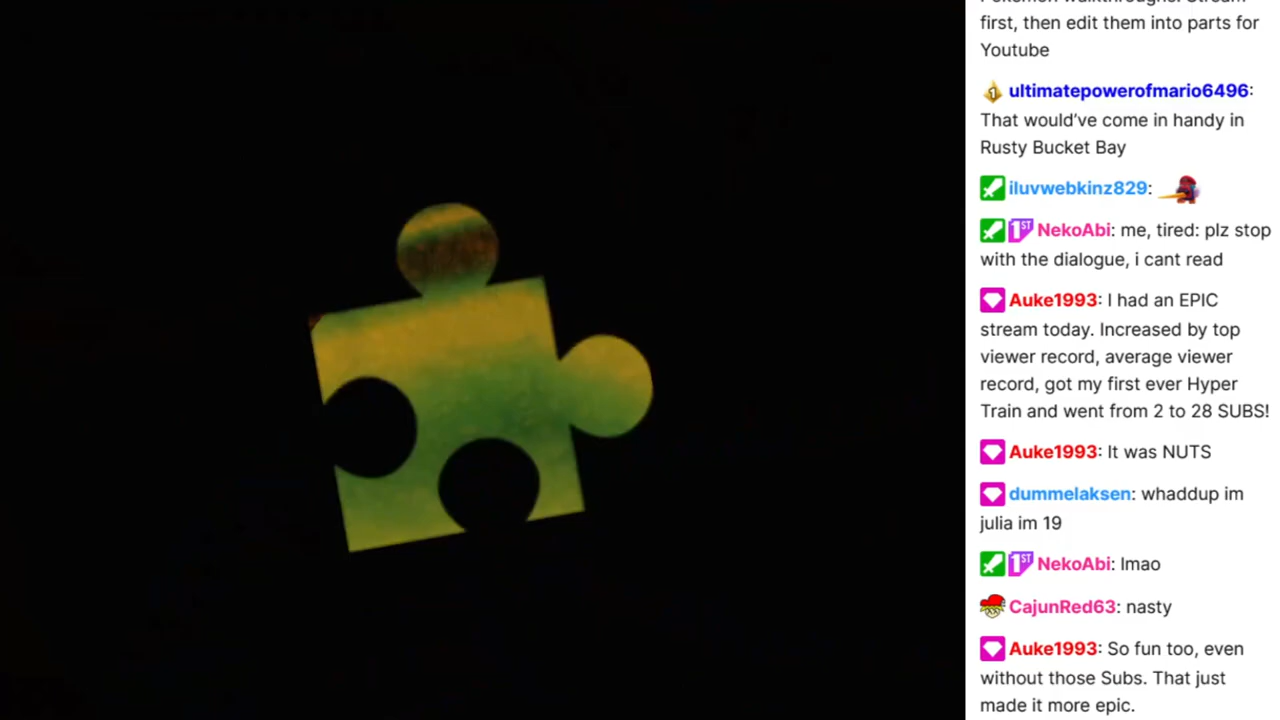 first, then edit them into parts for
Youtube
ultimatepowerofmario6496:
That would've come in handy in
Rusty Bucket Bay
iluvwebkinz829:
1ST NekoAbi: me, tired: plz stop
with the dialogue, i cant read
Auke1993: I had an EPIC
stream today. Increased by top
viewer record, average viewer
record, got my first ever Hyper
Train and went from 2 to 28 SUBS!
Auke1993: It was NUTS
dummelaksen: whaddup im
julia im 19
1ST NekoAbi: lmao
CajunRed63: nasty
Auke1993: So fun too, even
without those Subs. That just
made it more epic.